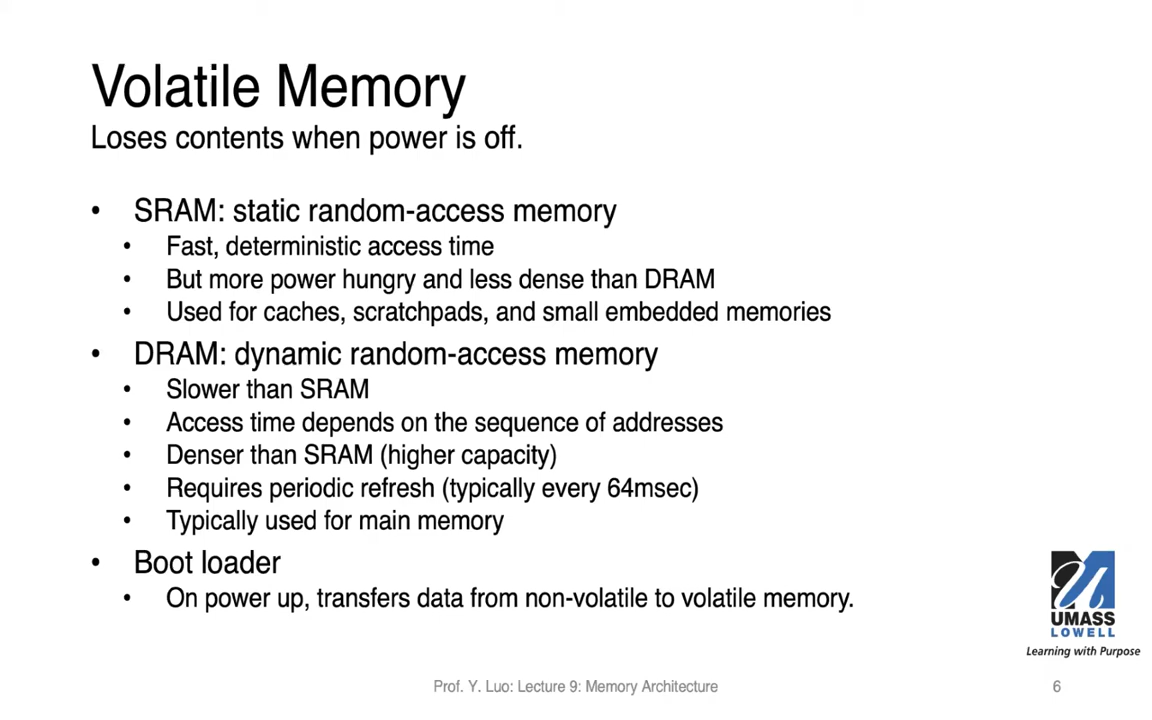 Volatile Memory
Loses contents when power is off.
• SRAM: static random-access memory
• Fast, deterministic access time
• But more power hungry and less dense than DRAM
• Used for caches, scratchpads, and small embedded memories
• DRAM: dynamic random-access memory
• Slower than SRAM
• Access time depends on the sequence of addresses
• Denser than SRAM (higher capacity)
• Requires periodic refresh (typically every 64msec)
• Typically used for main memory
• Boot loader
• On power up, transfers data from non-volatile to volatile memory.
UMASS
LOWELL
Learning with Purpose
Prof. Y. Luo: Lecture 9: Memory Architecture
6